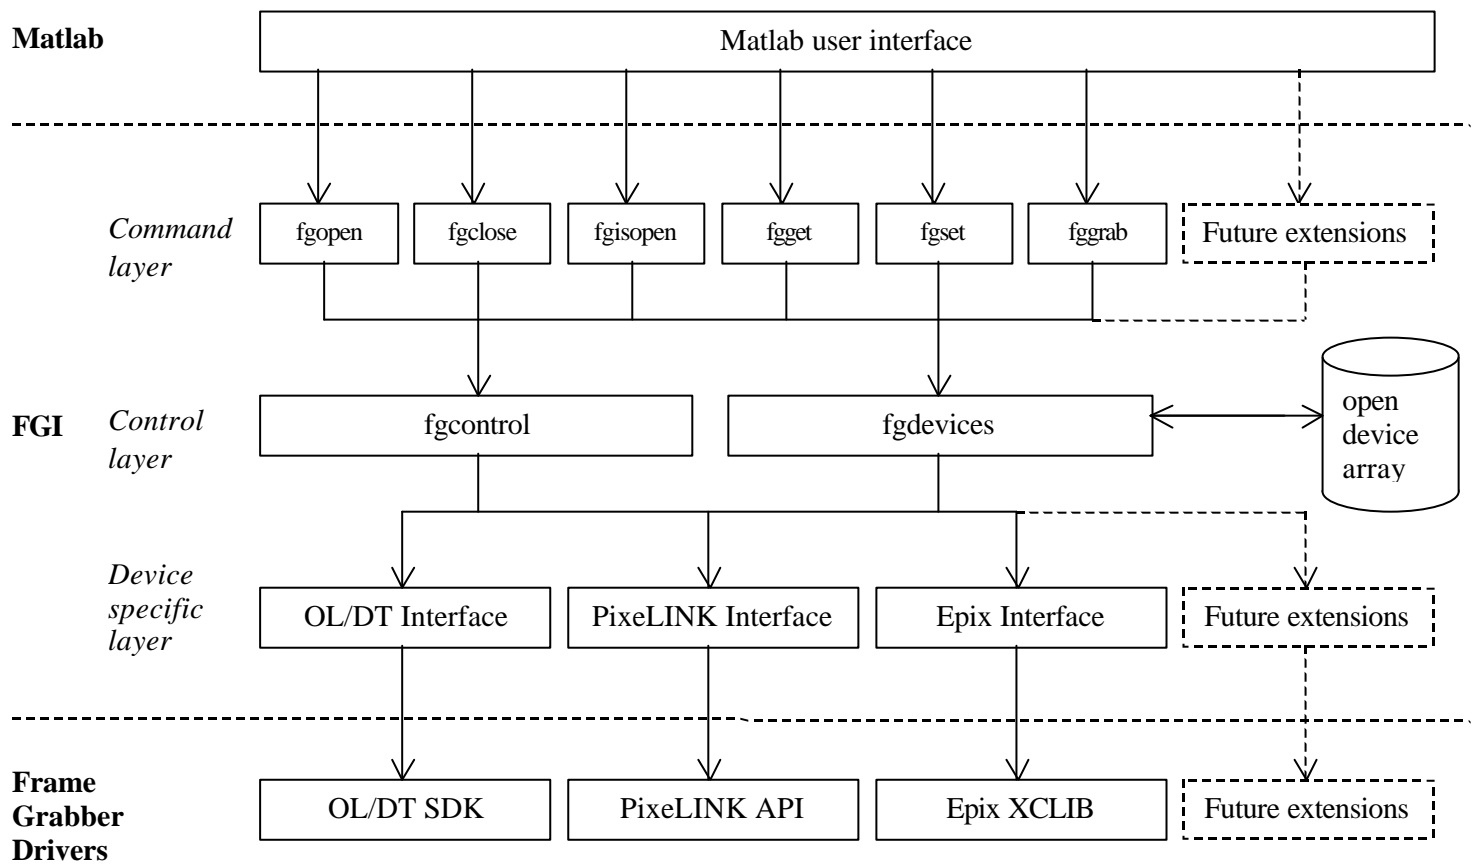 Matlab
Matlab user interface
Command
layer
fgopen
fgclose
fgisopen
fgget
fgset
fggrab
Future extensions
FGI
Control
layer
fgcontrol
fgdevices
open
device
array
Device
specific
layer
OL/DT Interface
PixeLINK Interface
Epix Interface
Future extensions
Frame
Grabber
Drivers
OL/DT SDK
PixeLINK API
Epix XCLIB
Future extensions